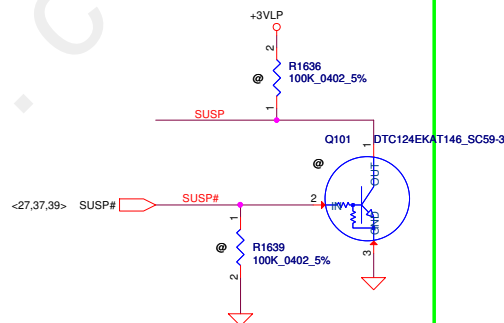 +3VLP
2
R1636
@
100K_0402_5%
1
SUSP
Q101 DTC124EKAT146_SC59-3
1
@
OUT
<27,37,39> SUSP#
SUSP#
2
IN
GND
1
@
R1639
100K_0402_5%
2
3
C